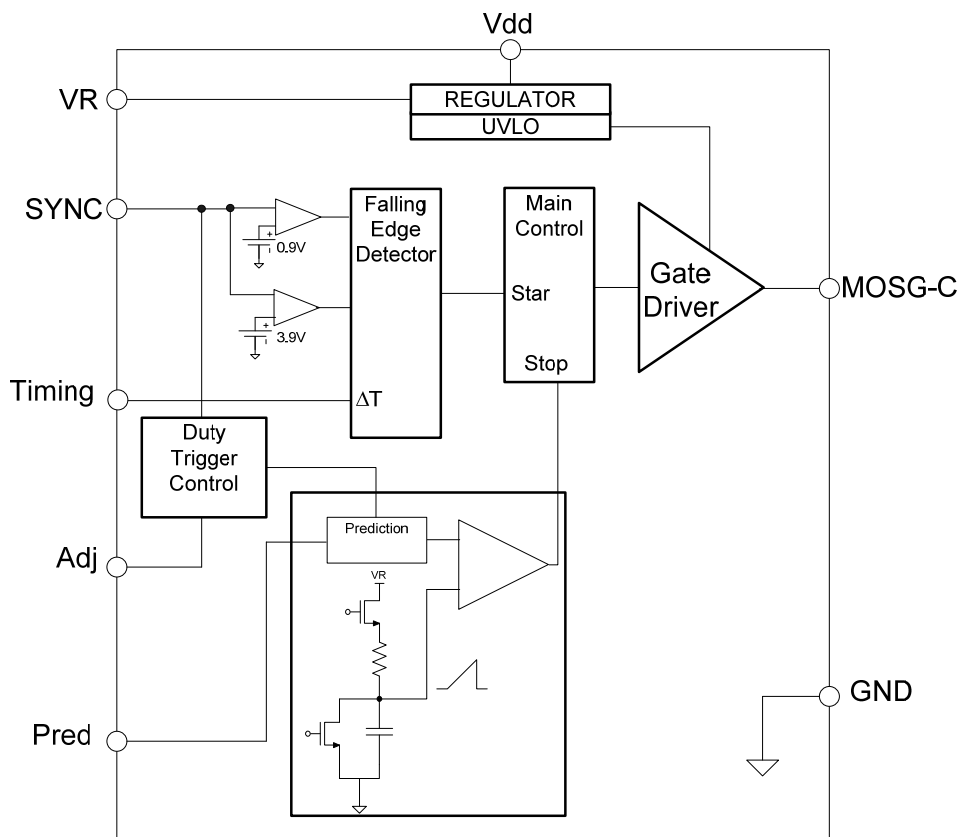 Vdd
VR
REGULATOR
UVLO
SYNC
0.9V
3.9V
Falling
Edge
Detector
ΔT
Main
Control
Star
Stop
Gate
Driver
MOSG-C
Timing
Duty
Trigger
Control
Adj
Prediction
VR
Pred
GND